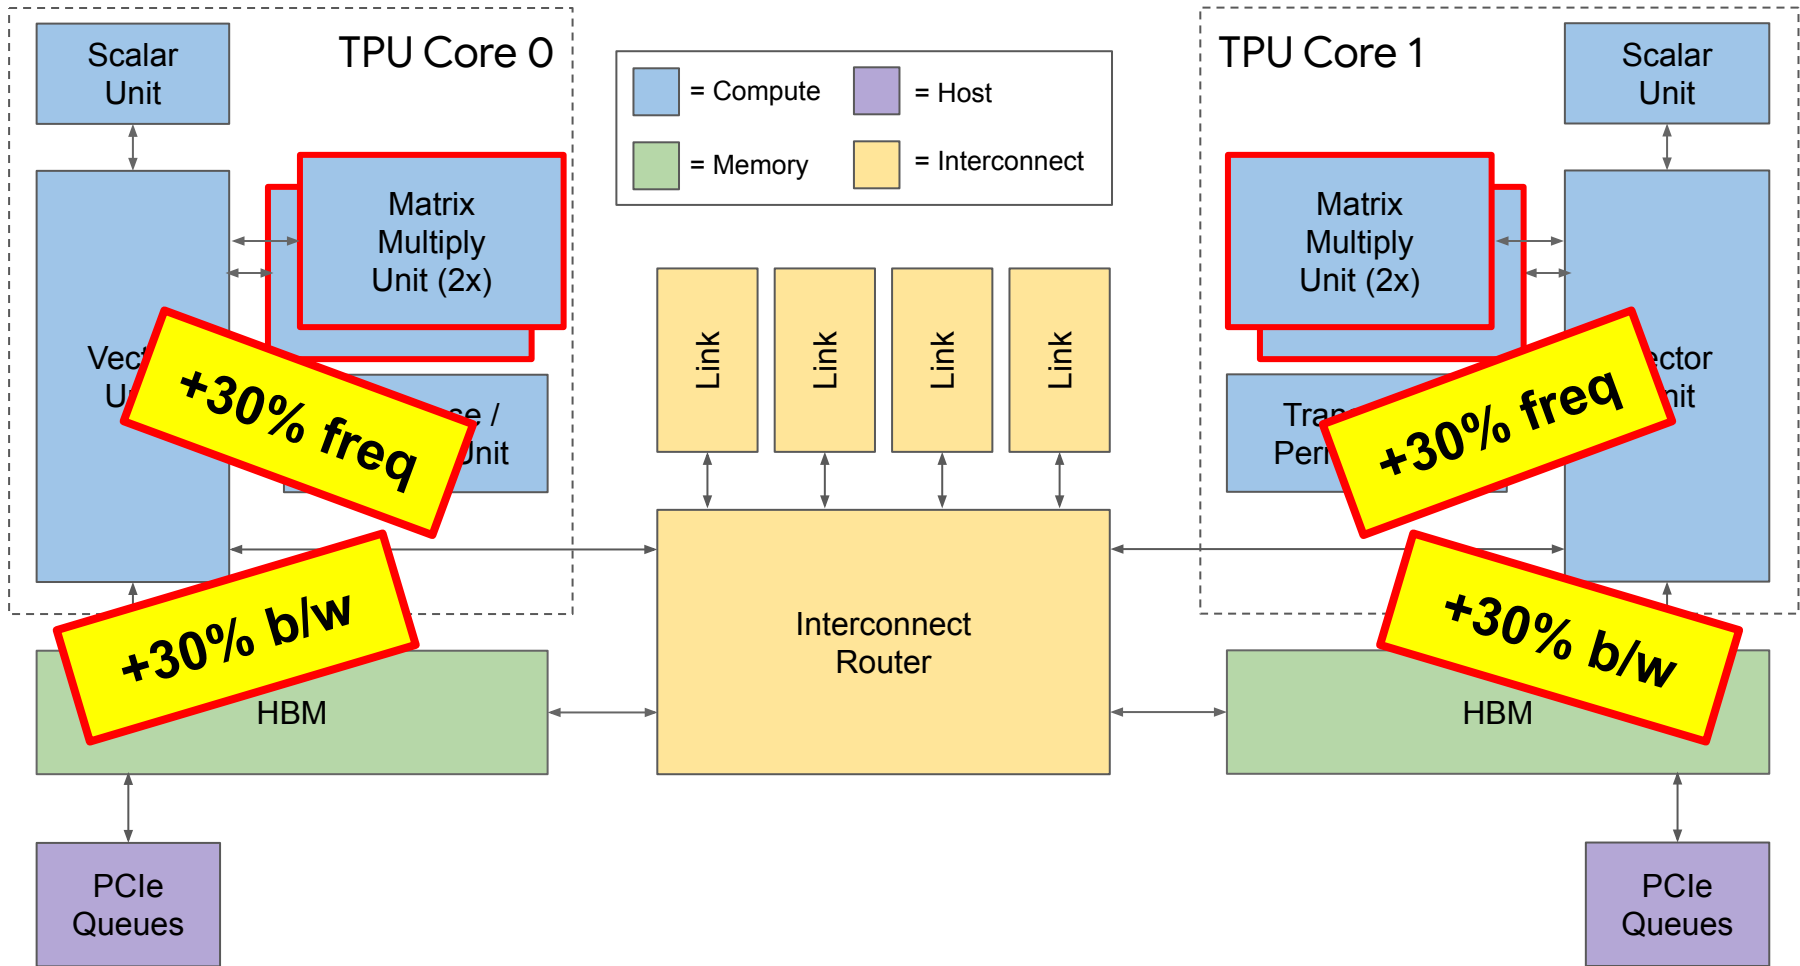 Scalar
Unit
TPU Core 0
= Compute
= Host
= Memory
= Interconnect
TPU Core 1
Scalar
Unit
Matrix
Multiply
Unit (2x)
+30% freq
+30% b/w
HBM
PCIe
Queues
Link
Link
Link
Link
Interconnect
Router
Matrix
Multiply
Unit (2x)
+30% freq
+30% b/w
HBM
PCIe
Queues